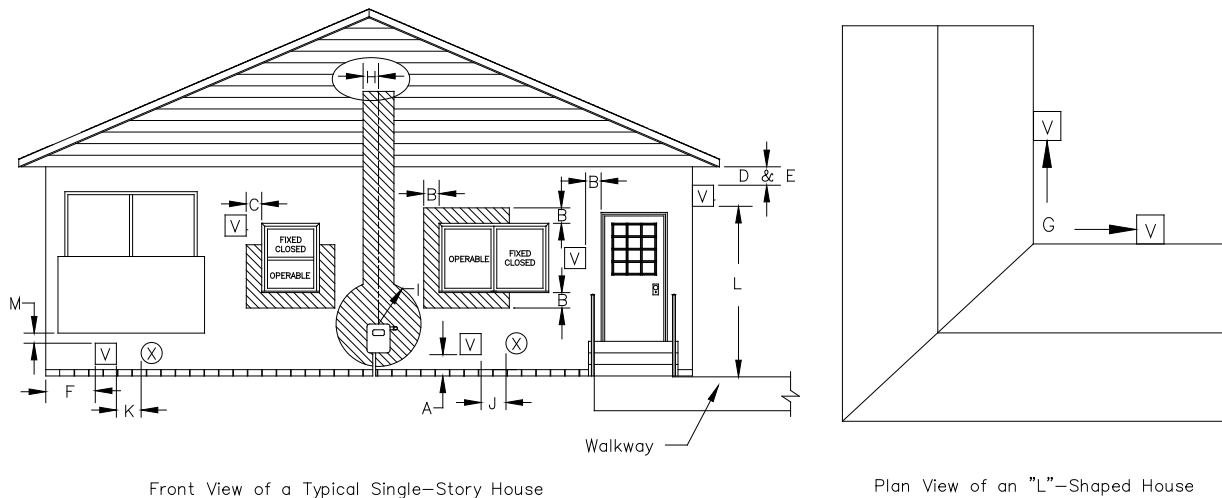 H
D & E
V
B
C
B
B
V
V
G
V
FIXED
CLOSED
OPERABLE
OPERABLE
FIXED
CLOSED
V
I
L
B
M
V
X
V
X
F
K
A
J
Walkway
Front View of a Typical Single-Story House
Plan View of an "L"-Shaped House